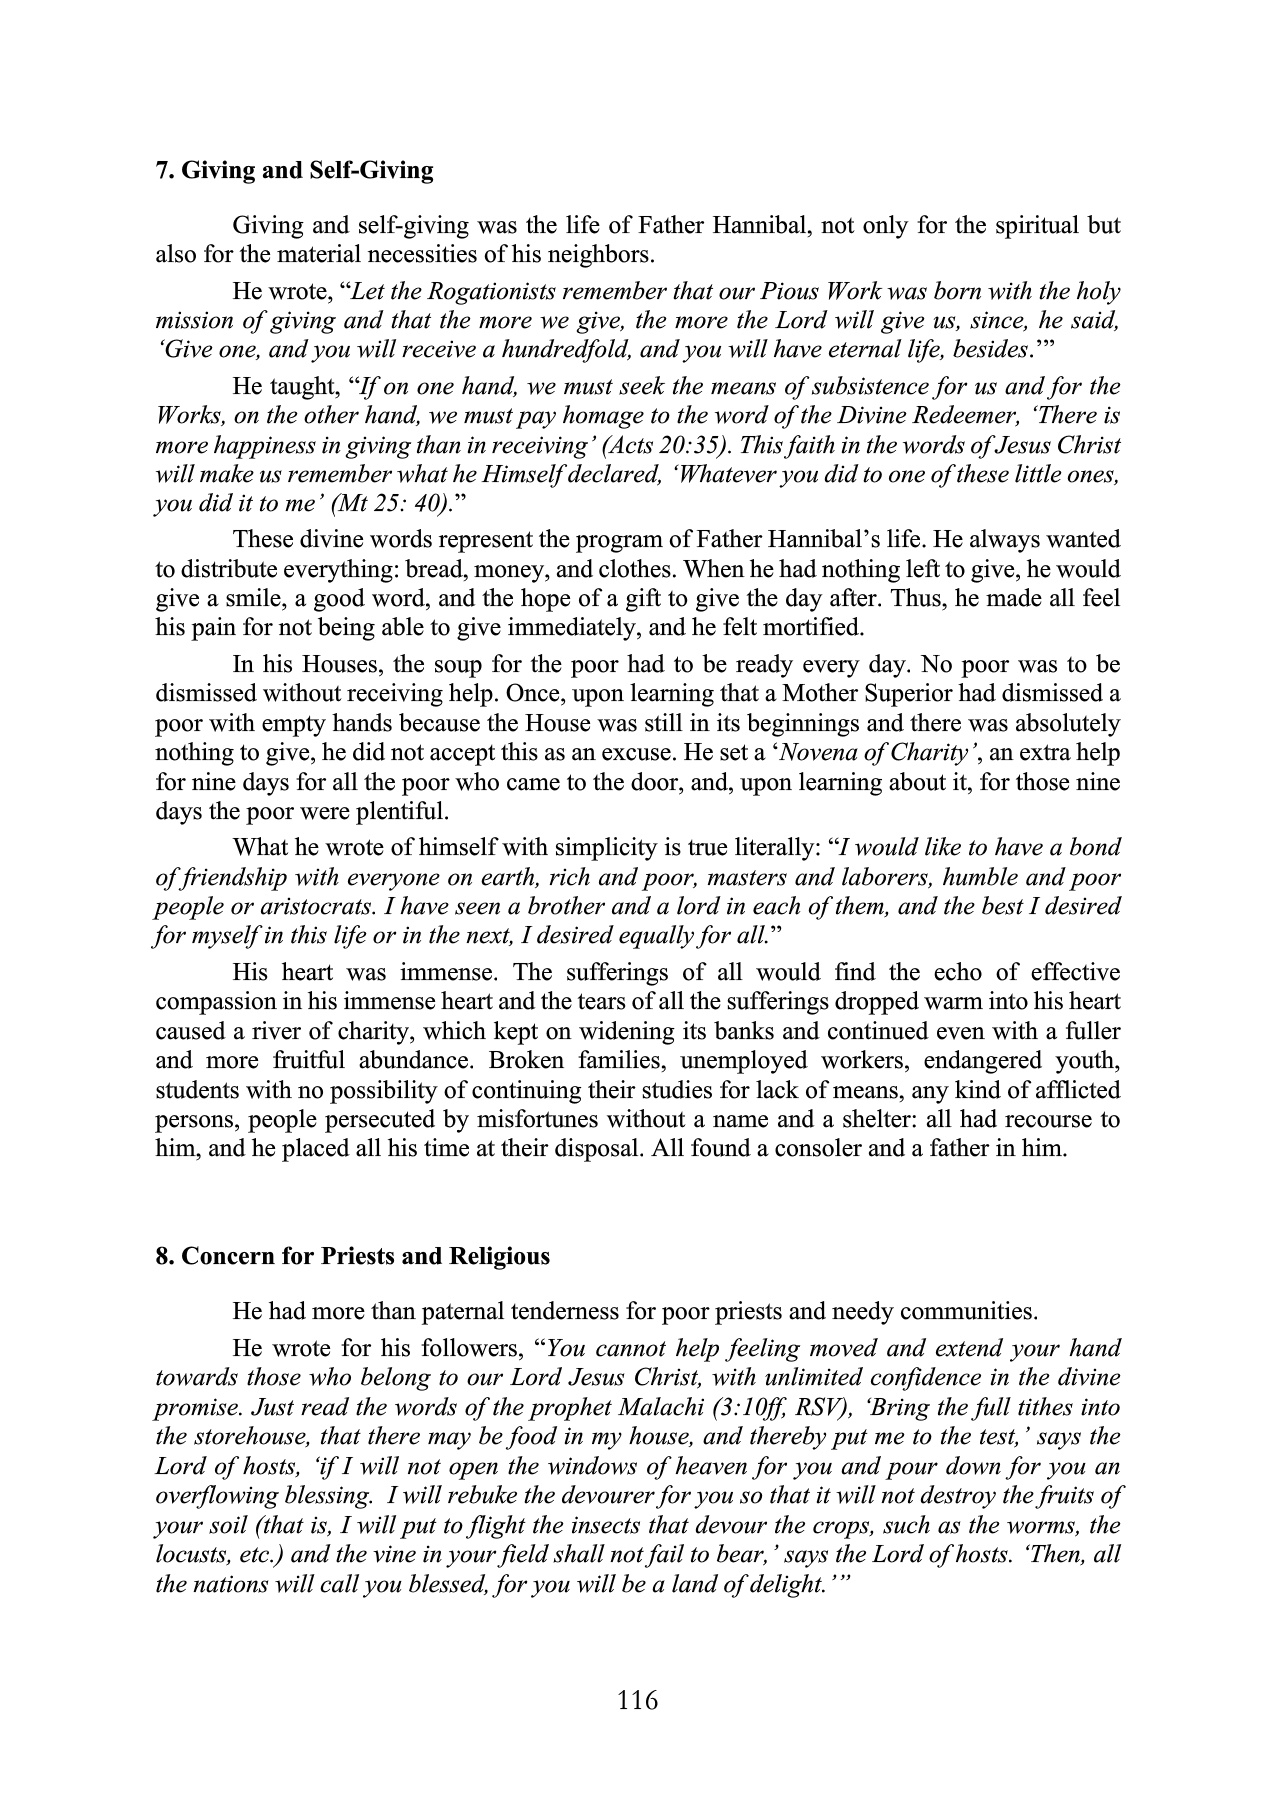 7. Giving and Self-Giving
Giving and self-giving was the life of Father Hannibal, not only for the spiritual but
also for the material necessities of his neighbors.
He wrote, “Let the Rogationists remember that our Pious Work was born with the holy
mission of giving and that the more we give, the more the Lord will give us, since, he said,
‘Give one, and you will receive a hundredfold, and you will have eternal life, besides.’”
He taught, “If on one hand, we must seek the means of subsistence for us and for the
Works, on the other hand, we must pay homage to the word of the Divine Redeemer, ‘There is
more happiness in giving than in receiving’ (Acts 20:35). This faith in the words of Jesus Christ
will make us remember what he Himself declared, ‘Whatever you did to one of these little ones,
you did it to me’ (Mt 25: 40).”
These divine words represent the program of Father Hannibal’s life. He always wanted
to distribute everything: bread, money, and clothes. When he had nothing left to give, he would
give a smile, a good word, and the hope of a gift to give the day after. Thus, he made all feel
his pain for not being able to give immediately, and he felt mortified.
In his Houses, the soup for the poor had to be ready every day. No poor was to be
dismissed without receiving help. Once, upon learning that a Mother Superior had dismissed a
poor with empty hands because the House was still in its beginnings and there was absolutely
nothing to give, he did not accept this as an excuse. He set a ‘Novena of Charity’, an extra help
for nine days for all the poor who came to the door, and, upon learning about it, for those nine
days the poor were plentiful.
What he wrote of himself with simplicity is true literally: “I would like to have a bond
of friendship with everyone on earth, rich and poor, masters and laborers, humble and poor
people or aristocrats. I have seen a brother and a lord in each of them, and the best I desired
for myself in this life or in the next, I desired equally for all.”
His heart was immense. The sufferings of all would find the echo of effective
compassion in his immense heart and the tears of all the sufferings dropped warm into his heart
caused a river of charity, which kept on widening its banks and continued even with a fuller
and more fruitful abundance. Broken families, unemployed workers, endangered youth,
students with no possibility of continuing their studies for lack of means, any kind of afflicted
persons, people persecuted by misfortunes without a name and a shelter: all had recourse to
him, and he placed all his time at their disposal. All found a consoler and a father in him.
8. Concern for Priests and Religious
He had more than paternal tenderness for poor priests and needy communities.
He wrote for his followers, “You cannot help feeling moved and extend your hand
towards those who belong to our Lord Jesus Christ, with unlimited confidence in the divine
promise. Just read the words of the prophet Malachi (3:10ff, RSV), ‘Bring the full tithes into
the storehouse, that there may be food in my house, and thereby put me to the test,’ says the
Lord of hosts, ‘if I will not open the windows of heaven for you and pour down for you an
overflowing blessing.  I will rebuke the devourer for you so that it will not destroy the fruits of
your soil (that is, I will put to flight the insects that devour the crops, such as the worms, the
locusts, etc.) and the vine in your field shall not fail to bear,’ says the Lord of hosts. ‘Then, all
the nations will call you blessed, for you will be a land of delight.’”
116